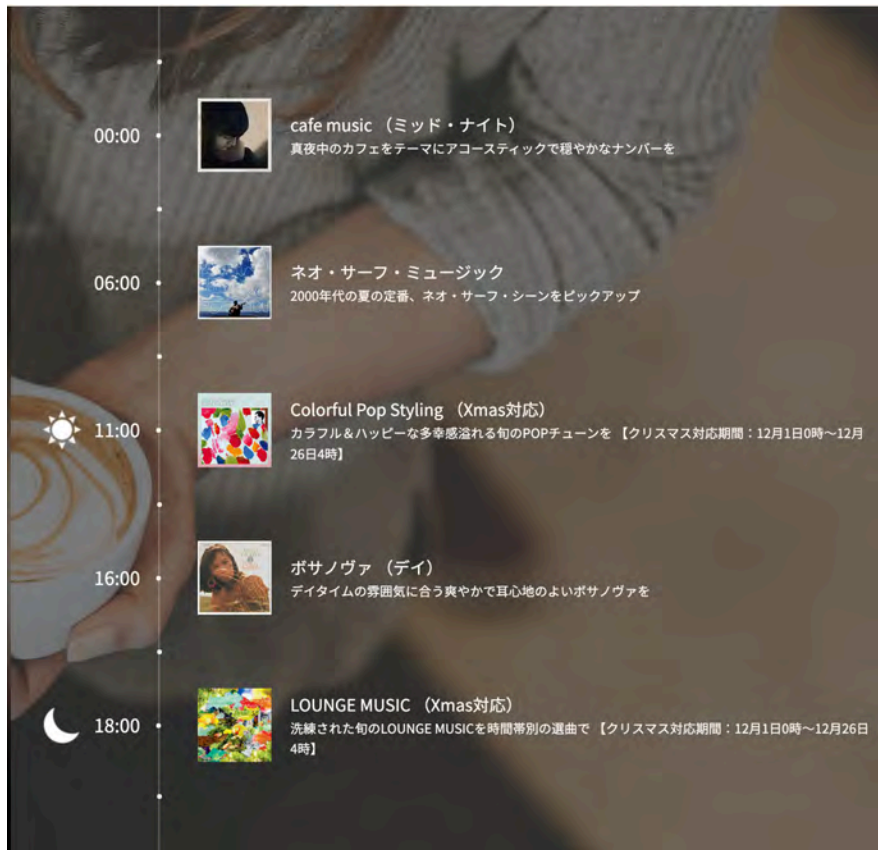 00:00
cafe music （ミッド・ナイト）
真夜中のカフェをテーマにアコースティックで穏やかなナンバーを
06:00
ネオ・サーフ・ミュージック
2000年代の夏の定番、ネオ・サーフ・シーンをピックアップ
11:00
Colorful Pop Styling （Xmas対応）
カラフル＆ハッピーな多幸感溢れる旬のPOPチューンを 【クリスマス対応期間：12月1日0時～12月
26日4時】
16:00
ボサノヴァ （デイ）
デイタイムの雰囲気に合う爽やかで耳心地のよいボサノヴァを
18:00
LOUNGE MUSIC （Xmas対応）
洗練された旬のLOUNGE MUSICを時間帯別の選曲で 【クリスマス対応期間：12月1日0時～12月26日
4時】